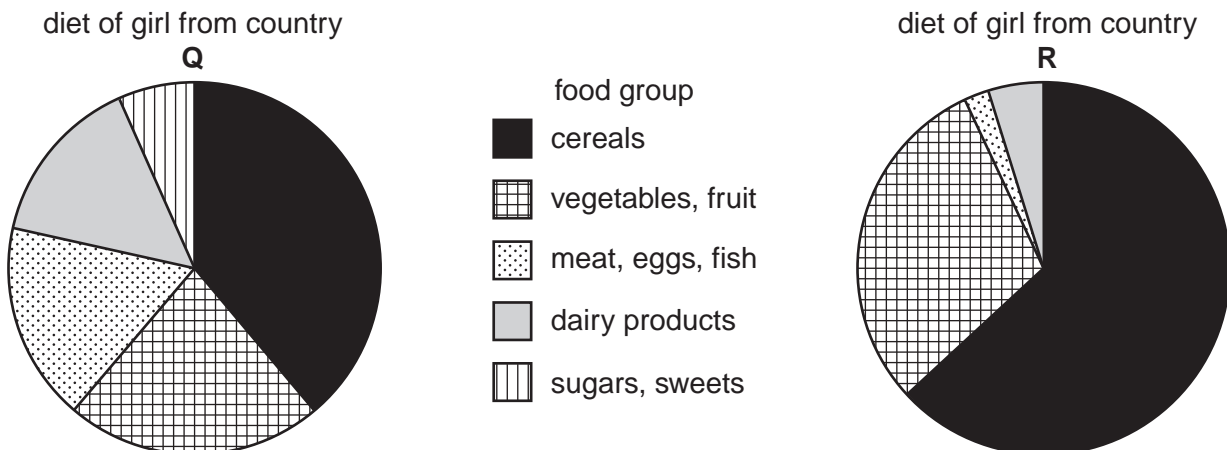 diet of girl from country
Q
diet of girl from country
R
food group
cereals
vegetables, fruit
meat, eggs, fish
dairy products
sugars, sweets